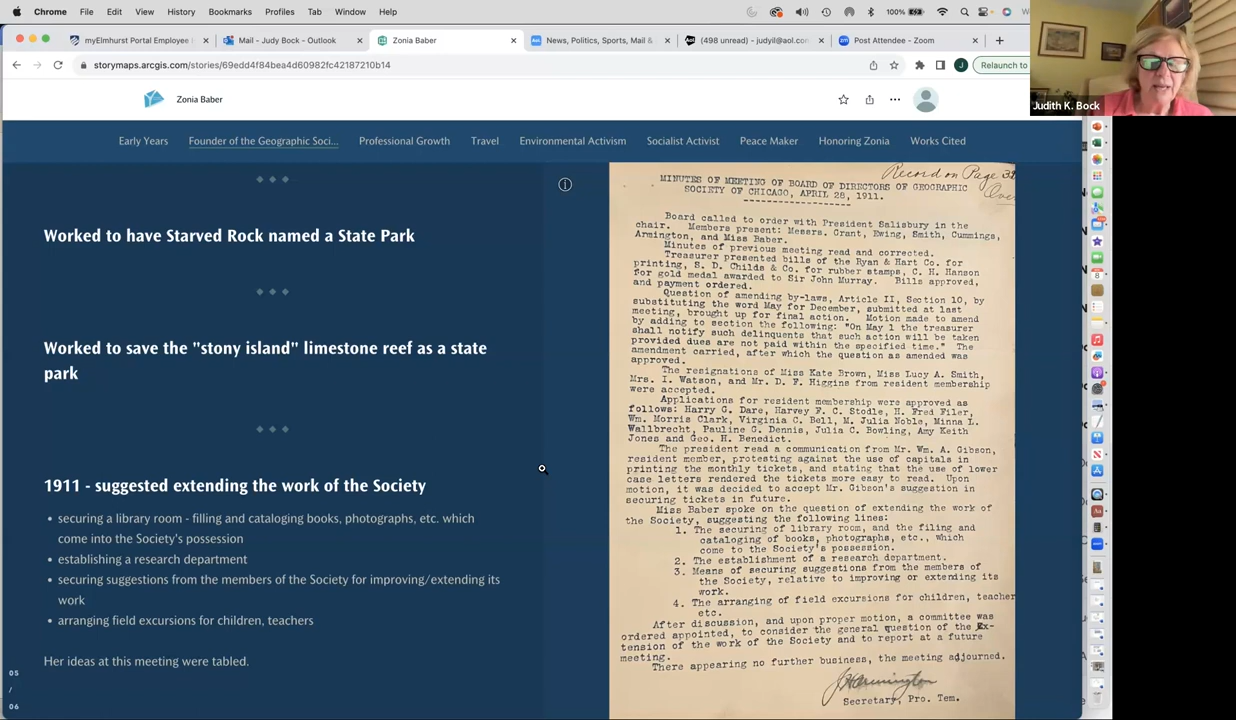 Chrome File Edit View History Bookmarks Profiles Tab Window Help 100%
myElmhurst Portal Employee
Mail - Judy Bock - Outlook
Zonia Baber
News, Politics, Sports, Mail &
(498 unread) - judyil@aol.com
Post Attendee - Zoom
storymaps.arcgis.com/stories/69edd4f84bea4d60982fc42187210b14
J
Relaunch to
Judith K. Bock
Zonia Baber
Early Years Founder of the Geographic Soci... Professional Growth Travel Environmental Activism Socialist Activist Peace Maker Honoring Zonia Works Cited
Worked to have Starved Rock named a State Park
Worked to save the "stony island" limestone reef as a state
park
1911 - suggested extending the work of the Society
• securing a library room - filling and cataloging books, photographs, etc. which
come into the Society's possession
• establishing a research department
• securing suggestions from the members of the Society for improving/extending its
work
• arranging field excursions for children, teachers
Her ideas at this meeting were tabled.
05
/
06
Record on Page
Over
MINUTES OF MEETING OF BOARD OF DIRECTORS OF GEOGRAPHIC
SOCIETY OF CHICAGO, APRIL 28, 1911.
Board called to order with President Salisbury in the
chair. Members present: Messrs. Grant, Ewing, Smith, Cummings,
Armington, and Miss Baber.
Minutes of previous meeting read and corrected.
Treasurer presented bills of the Ryan & Hart Co. for
printing, S. D. Childs & Co. for rubber stamps, C. H. Hanson
for gold medal awarded to Sir John Murray. Bills approved,
and payment ordered.
Question of amending by-laws, Article II, Section 10, by
substituting the word May for December, submitted at last
meeting, brought up for final action. Motion made to amend
by adding to section the following: "On May 1 the treasurer
shall notify such delinquents that such action will be taken
provided dues are not paid within the specified time." The
amendment carried, after which the question as amended was
approved.
The resignations of Miss Kate Brown, Miss Lucy A. Smith,
Mrs. I. Watson, and Mr. D. F. Higgins from resident membership
were accepted.
Applications for resident membership were approved as
follows: Harry G. Dare, Harvey F. C. Stodle, H. Fred Filer,
Wm. Morris Clark, Virginia C. Bell, M. Julia Noble, Minna L.
Wallbrecht, Pauline G. Dennis, Julia C. Bowling, Amy Keith
Jones and Geo. H. Benedict.
The president read a communication from Mr. Wm. A. Gibson,
resident member, protesting against the use of capitals in
printing the monthly tickets, and stating that the use of lower
case letters rendered the tickets more easy to read. Upon
motion, it was decided to accept Mr. Gibson's suggestion in
securing tickets in future.
Miss Baber spoke on the question of extending the work of
the Society, suggesting the following lines:
1. The securing of library room, and the filing and
cataloging of books, photographs, etc., which
come to the Society's possession.
2. The establishment of a research department.
3. Means of securing suggestions from the members of
the Society, relative to improving or extending its
work.
4. The arranging of field excursions for children, teacher
etc.
After discussion, and upon proper motion, a committee was
ordered appointed, to consider the general question of the Ex-
tension of the work of the Society and to report at a future
meeting.
There appearing no further business, the meeting adjourned.
Secretary, Pro. Tem.